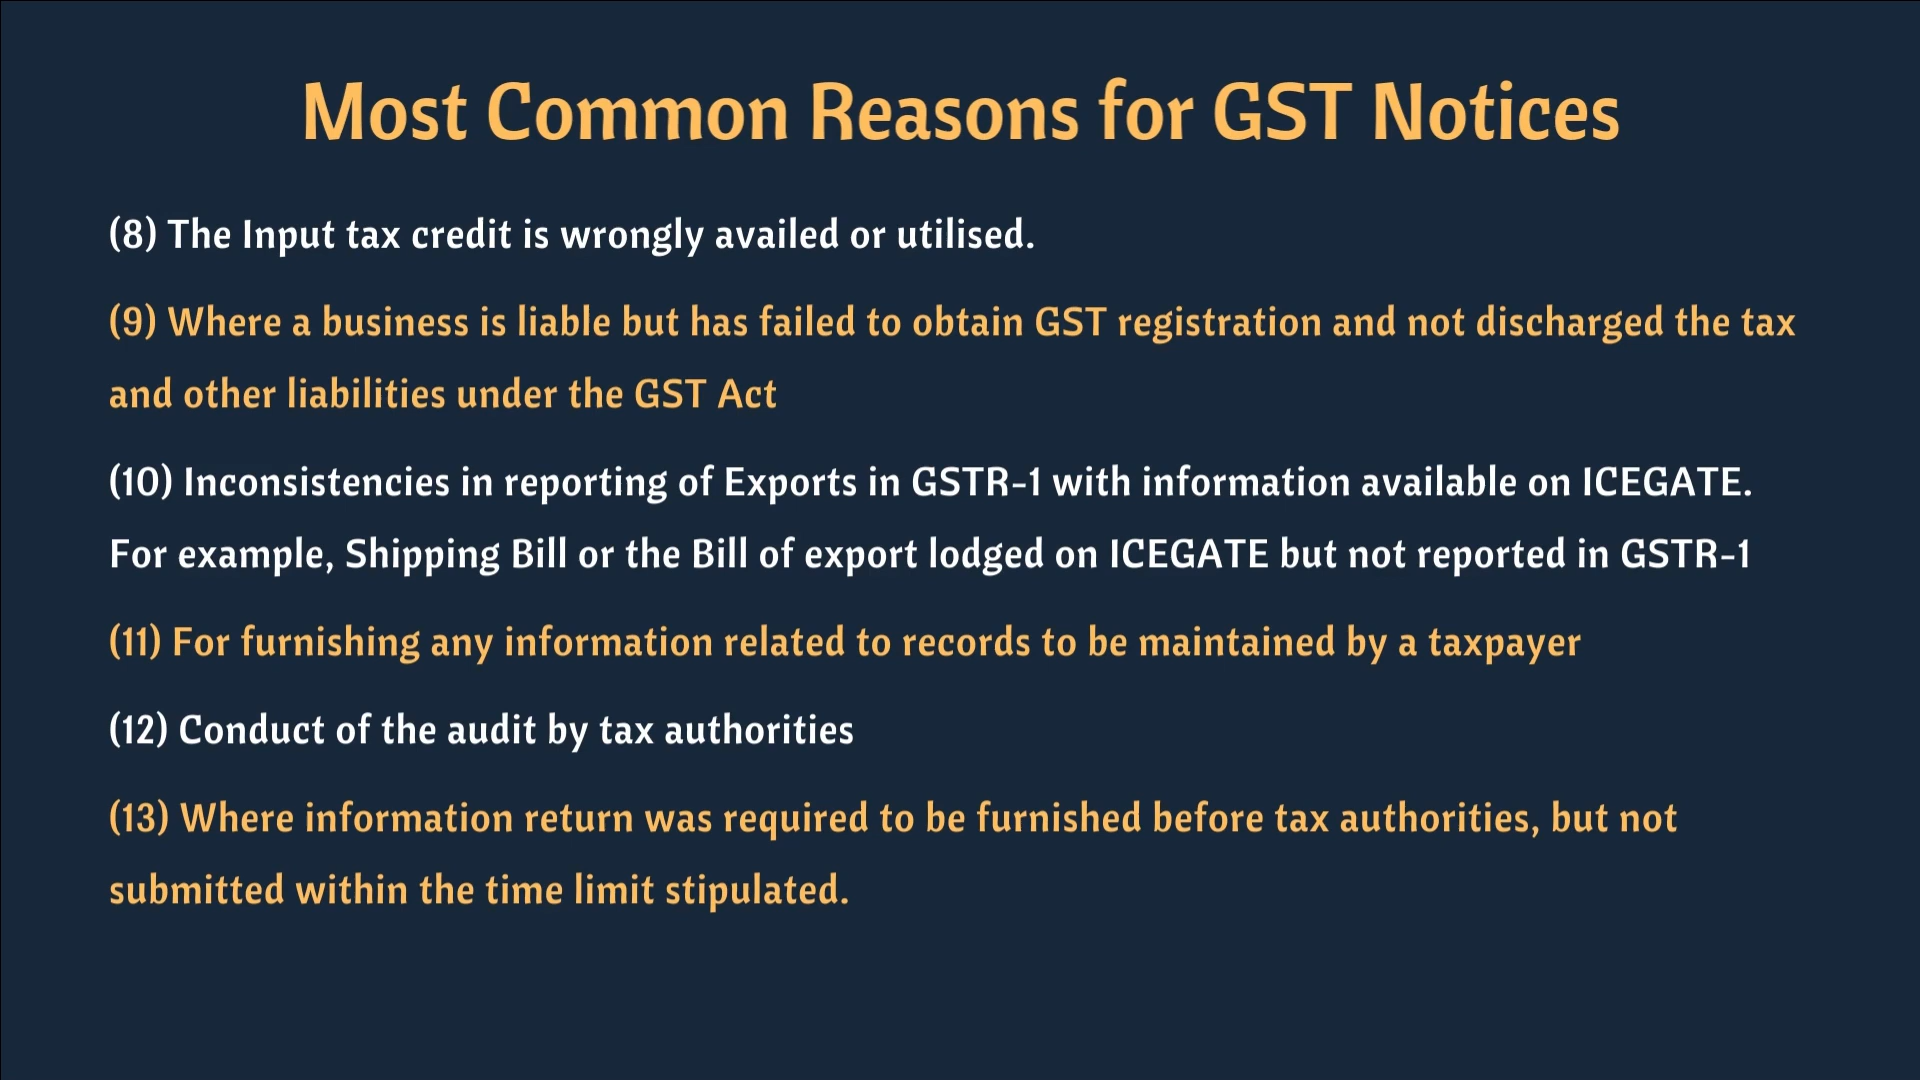 Most Common Reasons for GST Notices
(8) The Input tax credit is wrongly availed or utilised.
(9) Where a business is liable but has failed to obtain GST registration and not discharged the tax
and other liabilities under the GST Act
(10) Inconsistencies in reporting of Exports in GSTR-1 with information available on ICEGATE.
For example, Shipping Bill or the Bill of export lodged on ICEGATE but not reported in GSTR-1
(11) For furnishing any information related to records to be maintained by a taxpayer
(12) Conduct of the audit by tax authorities
(13) Where information return was required to be furnished before tax authorities, but not
submitted within the time limit stipulated.